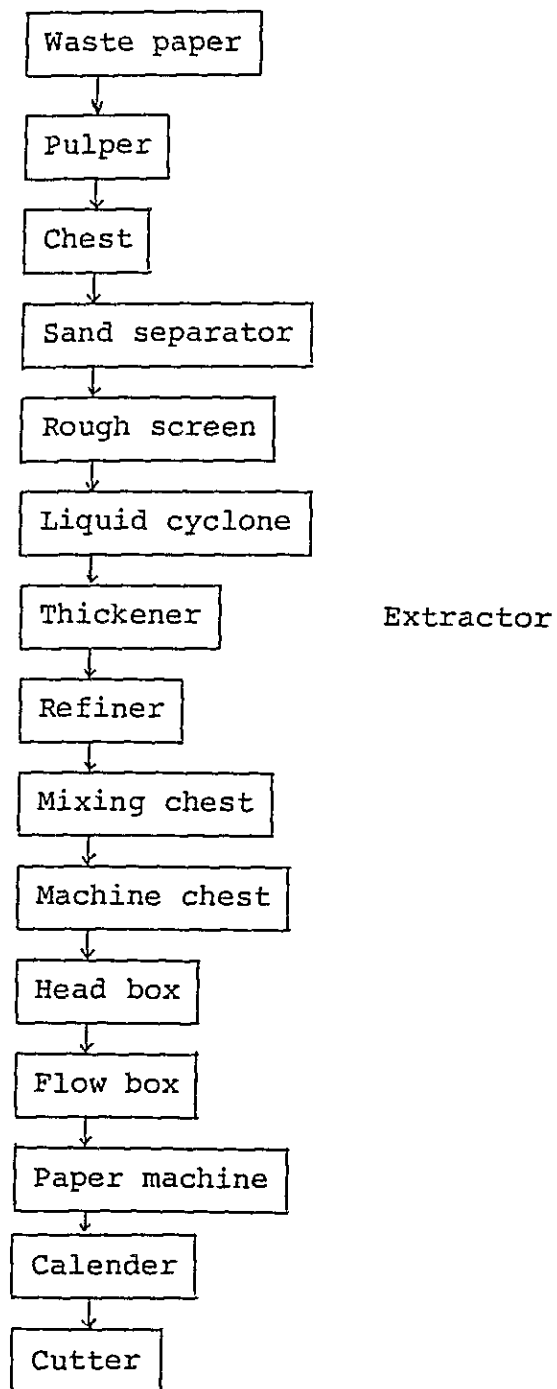 Waste paper
Pulper
Chest
Sand separator
Rough screen
Liquid cyclone
Thickener Extractor
Refiner
Mixing chest
Machine chest
Head box
Flow box
Paper machine
Calender
Cutter